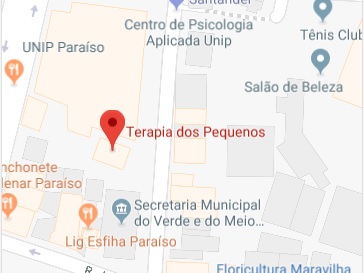 Santander
Centro de Psicologia
Aplicada Unip
Tênis Club
UNIP Paraíso
Salão de Beleza
Terapia dos Pequenos
nchonete
lenar Paraíso
Secretaria Municipal
do Verde e do Meio...
Lig Esfiha Paraíso
Floricultura Maravilha